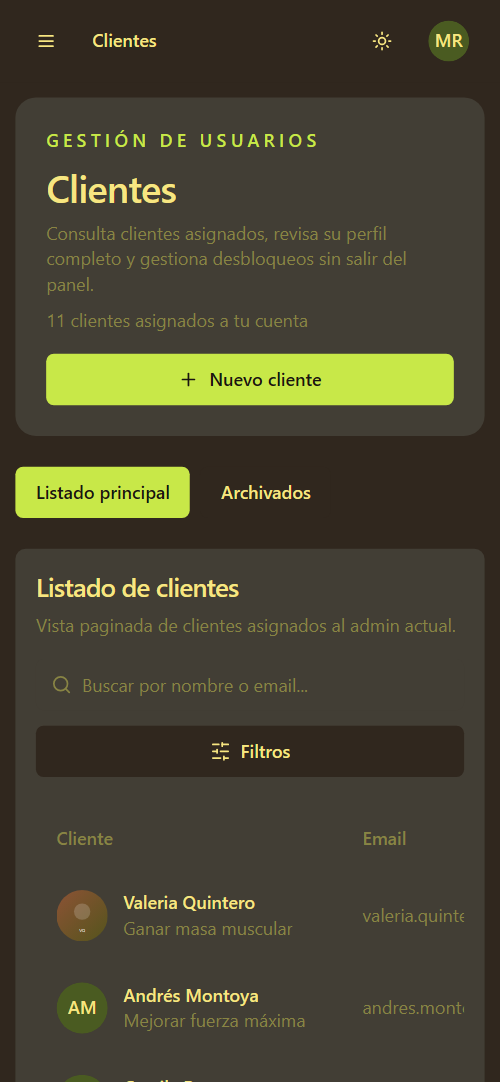 Clientes
MR
GESTIÓN DE USUARIOS
Clientes
Consulta clientes asignados, revisa su perfil
completo y gestiona desbloqueos sin salir del
panel.
11 clientes asignados a tu cuenta
Nuevo cliente
Listado principal
Archivados
Listado de clientes
Vista paginada de clientes asignados al admin actual.
Buscar por nombre o email...
Filtros
Cliente
Email
Valeria Quintero
valeria.quinte
Ganar masa muscular
AM
Andrés Montoya
andres.mont
Mejorar fuerza máxima